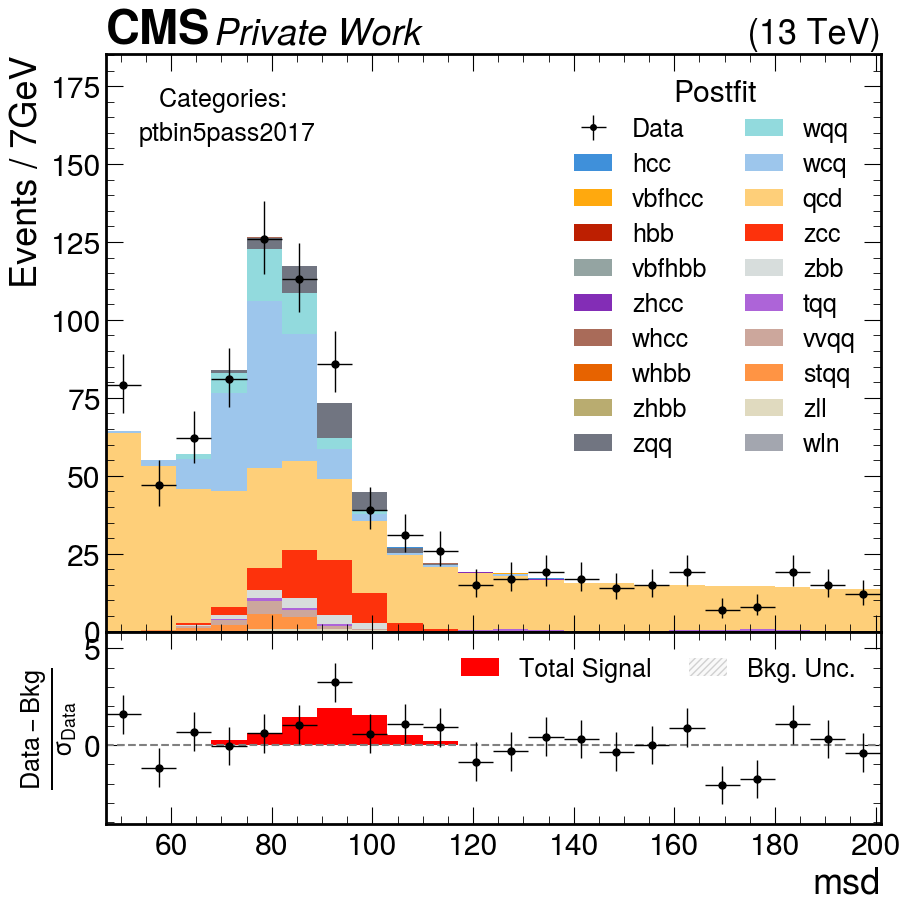 CMS Private Work (13 TeV)
Events / 7GeV
175
150
125
100
75
50
25
0
Categories:
ptbin5pass2017
Postfit
Data
hcc
vbfhcc
hbb
vbfhbb
zhcc
whcc
whbb
zhbb
zqq
wqq
wcq
qcd
zcc
zbb
tqq
vvqq
stqq
zll
wln
Data – Bkg
σData
5
0
Total Signal
Bkg. Unc.
60 80 100 120 140 160 180 200
msd